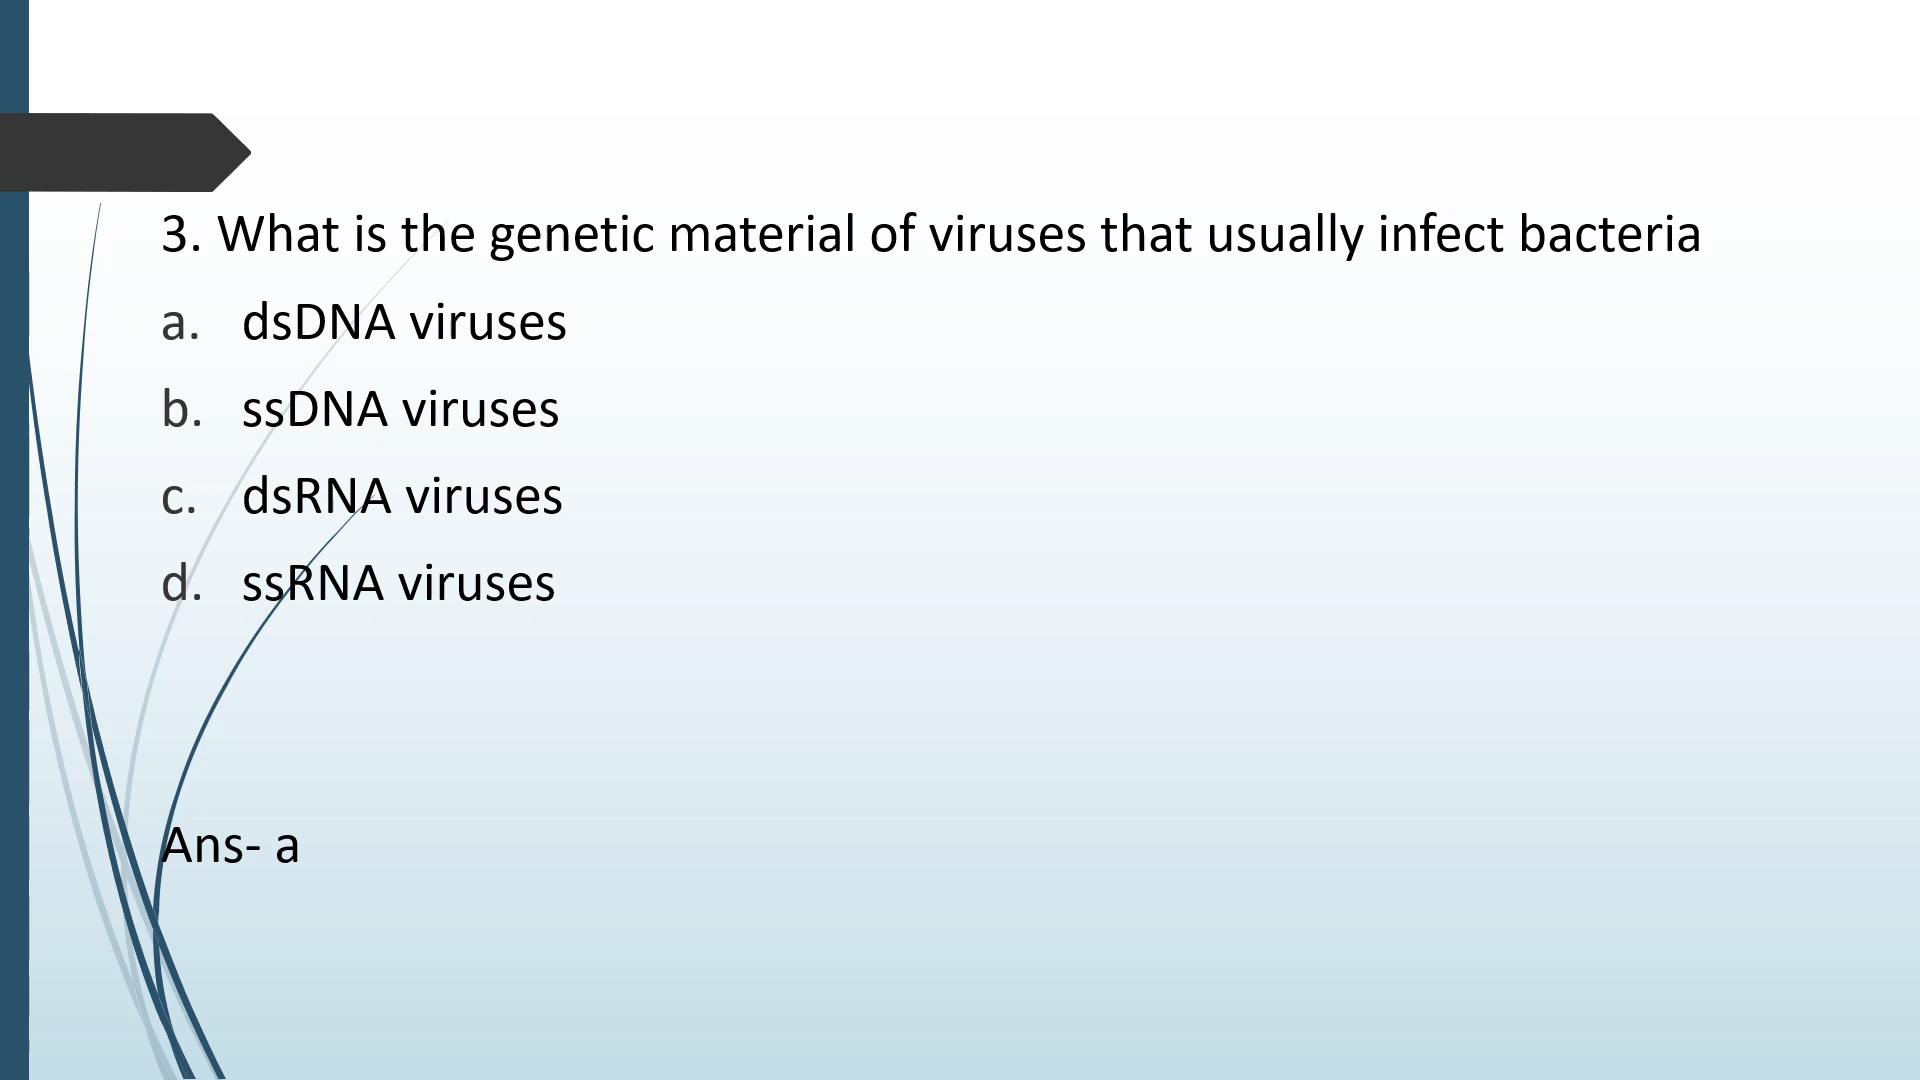 3. What is the genetic material of viruses that usually infect bacteria
a. dsDNA viruses
b. ssDNA viruses
c. dsRNA viruses
d. ssRNA viruses
Ans- a